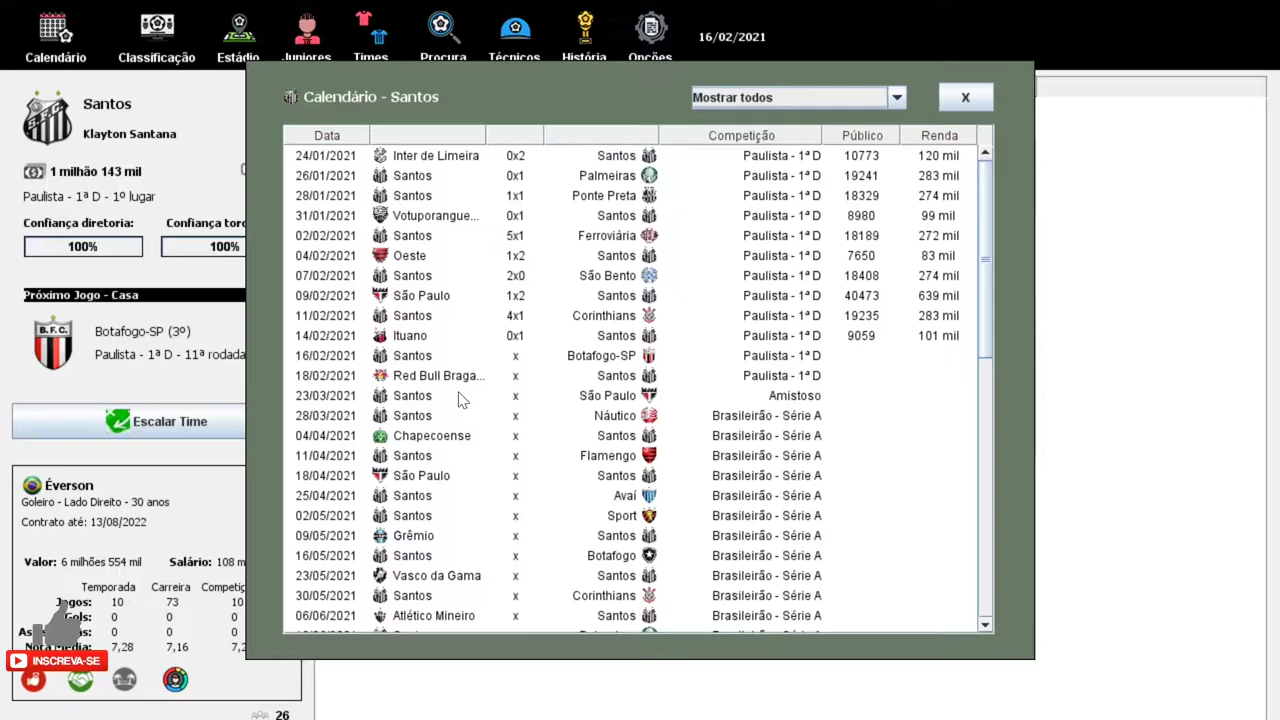 Calendário Classificação Estádio Juniores Times Procura Técnicos História Opções 16/02/2021
Santos
Klayton Santana
1 milhão 143 mil
Paulista - 1ª D - 1º lugar
Confiança diretoria: Confiança torc
100% 100%
Próximo Jogo - Casa
B.F.C.
Botafogo-SP (3º)
Paulista - 1ª D - 11ª rodada
Escalar Time
Éverson
Goleiro - Lado Direito - 30 anos
Contrato até: 13/08/2022
Valor: 6 milhões 554 mil Salário: 108 m
Temporada Carreira Competiç
Jogos: 10 73 10
Gols: 0 0 0
0 0 0
Nota Média: 7,28 7,16 7,2
INSCREVA-SE
26
Calendário - Santos Mostrar todos X
Data Competição Público Renda
24/01/2021 Inter de Limeira 0x2 Santos Paulista - 1ª D 10773 120 mil
26/01/2021 Santos 0x1 Palmeiras Paulista - 1ª D 19241 283 mil
28/01/2021 Santos 1x1 Ponte Preta Paulista - 1ª D 18329 274 mil
31/01/2021 Votuporangue... 0x1 Santos Paulista - 1ª D 8980 99 mil
02/02/2021 Santos 5x1 Ferroviária Paulista - 1ª D 18189 272 mil
04/02/2021 Oeste 1x2 Santos Paulista - 1ª D 7650 83 mil
07/02/2021 Santos 2x0 São Bento Paulista - 1ª D 18408 274 mil
09/02/2021 São Paulo 1x2 Santos Paulista - 1ª D 40473 639 mil
11/02/2021 Santos 4x1 Corinthians Paulista - 1ª D 19235 283 mil
14/02/2021 Ituano 0x1 Santos Paulista - 1ª D 9059 101 mil
16/02/2021 Santos x Botafogo-SP Paulista - 1ª D
18/02/2021 Red Bull Braga... x Santos Paulista - 1ª D
23/03/2021 Santos x São Paulo Amistoso
28/03/2021 Santos x Náutico Brasileirão - Série A
04/04/2021 Chapecoense x Santos Brasileirão - Série A
11/04/2021 Santos x Flamengo Brasileirão - Série A
18/04/2021 São Paulo x Santos Brasileirão - Série A
25/04/2021 Santos x Avaí Brasileirão - Série A
02/05/2021 Santos x Sport Brasileirão - Série A
09/05/2021 Grêmio x Santos Brasileirão - Série A
16/05/2021 Santos x Botafogo Brasileirão - Série A
23/05/2021 Vasco da Gama x Santos Brasileirão - Série A
30/05/2021 Santos x Corinthians Brasileirão - Série A
06/06/2021 Atlético Mineiro x Santos Brasileirão - Série A